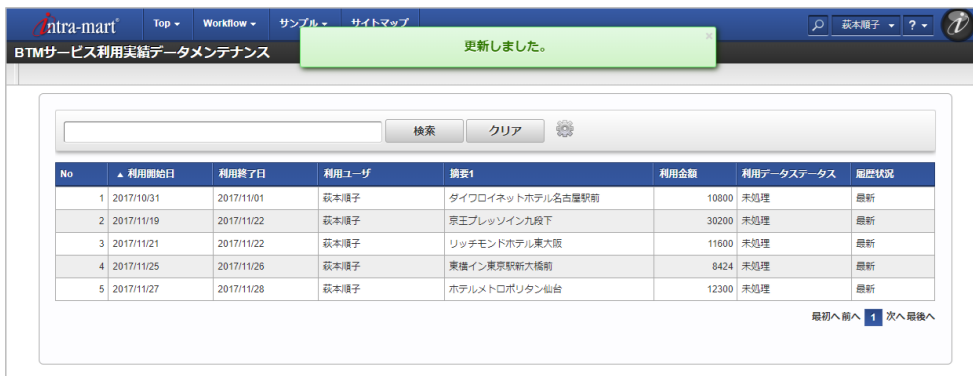 intra-mart Top Workflow サンプル サイトマップ 萩本順子 ?
更新しました。 ×
BTMサービス利用実績データメンテナンス
検索 クリア
No ▲ 利用開始日 利用終了日 利用ユーザ 摘要1 利用金額 利用データステータス 履歴状況
1 2017/10/31 2017/11/01 萩本順子 ダイワロイネットホテル名古屋駅前 10800 未処理 最新
2 2017/11/19 2017/11/22 萩本順子 京王プレッソイン九段下 30200 未処理 最新
3 2017/11/21 2017/11/22 萩本順子 リッチモンドホテル東大阪 11600 未処理 最新
4 2017/11/25 2017/11/26 萩本順子 東横イン東京駅新大橋前 8424 未処理 最新
5 2017/11/27 2017/11/28 萩本順子 ホテルメトロポリタン仙台 12300 未処理 最新
最初へ 前へ 1 次へ 最後へ